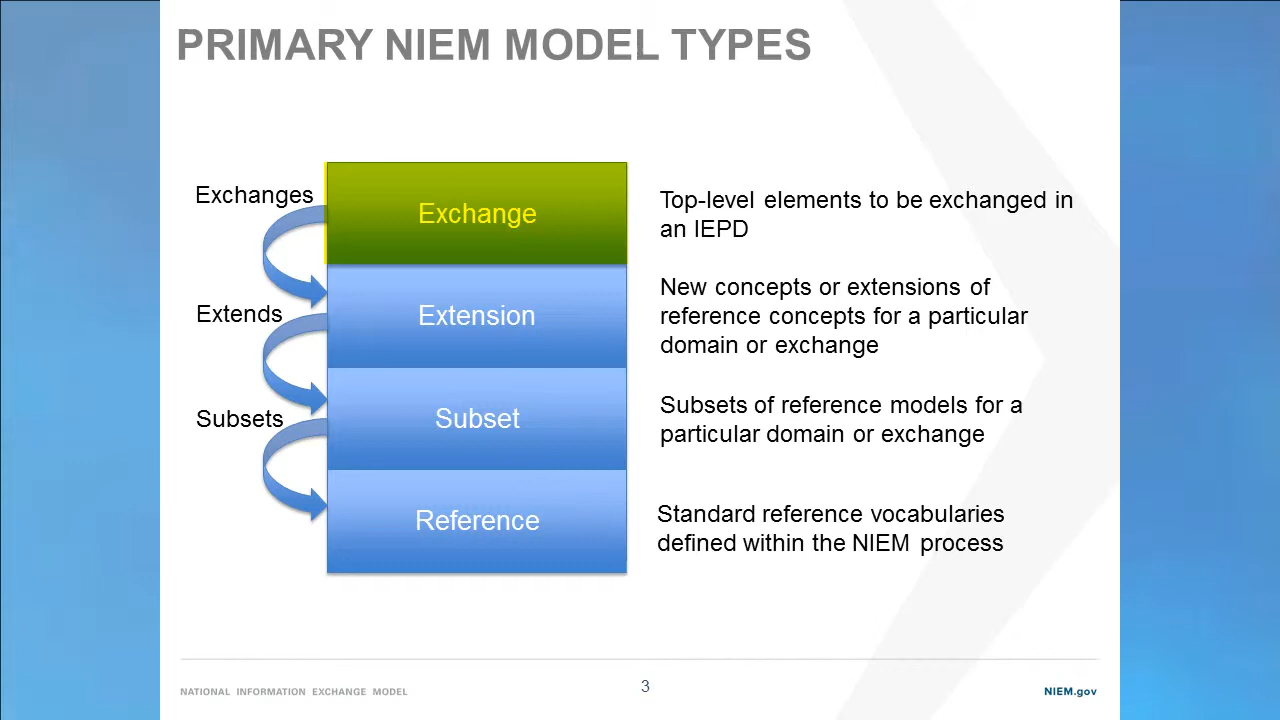 PRIMARY NIEM MODEL TYPES
Exchanges
Exchange
Top-level elements to be exchanged in
an IEPD
Extends
Extension
New concepts or extensions of
reference concepts for a particular
domain or exchange
Subsets
Subset
Subsets of reference models for a
particular domain or exchange
Reference
Standard reference vocabularies
defined within the NIEM process
NATIONAL INFORMATION EXCHANGE MODEL
3
NIEM.gov